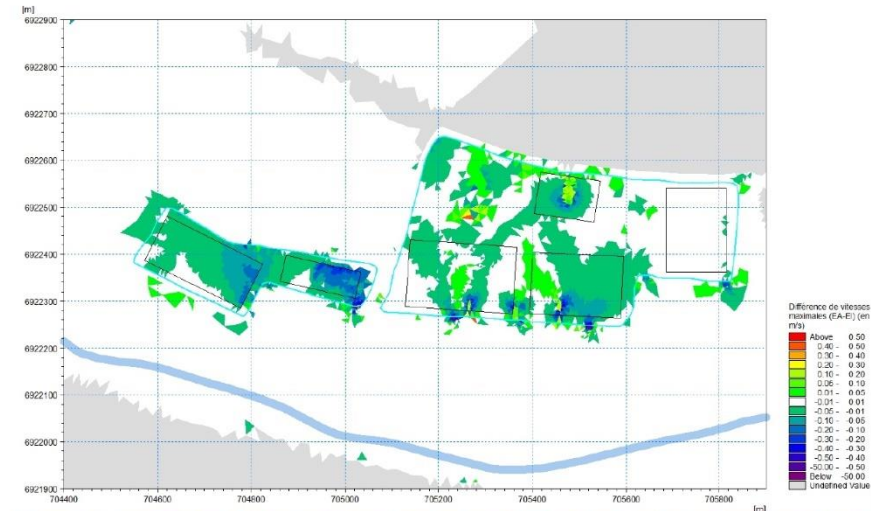 [m]
6922900
6922800
6922700
6922600
6922500
6922400
6922300
6922200
6922100
6922000
6921900
704400 704600 704800 705000 705200 705400 705600 705800
[m]
Différence de vitesses
maximales (EA-EI) (en
m/s)
Above 0.50
0.40 - 0.50
0.30 - 0.40
0.20 - 0.30
0.10 - 0.20
0.05 - 0.10
0.01 - 0.05
-0.01 - 0.01
-0.05 - -0.01
-0.10 - -0.05
-0.20 - -0.10
-0.30 - -0.20
-0.40 - -0.30
-0.50 - -0.40
-50.00 - -0.50
Below -50.00
Undefined Value